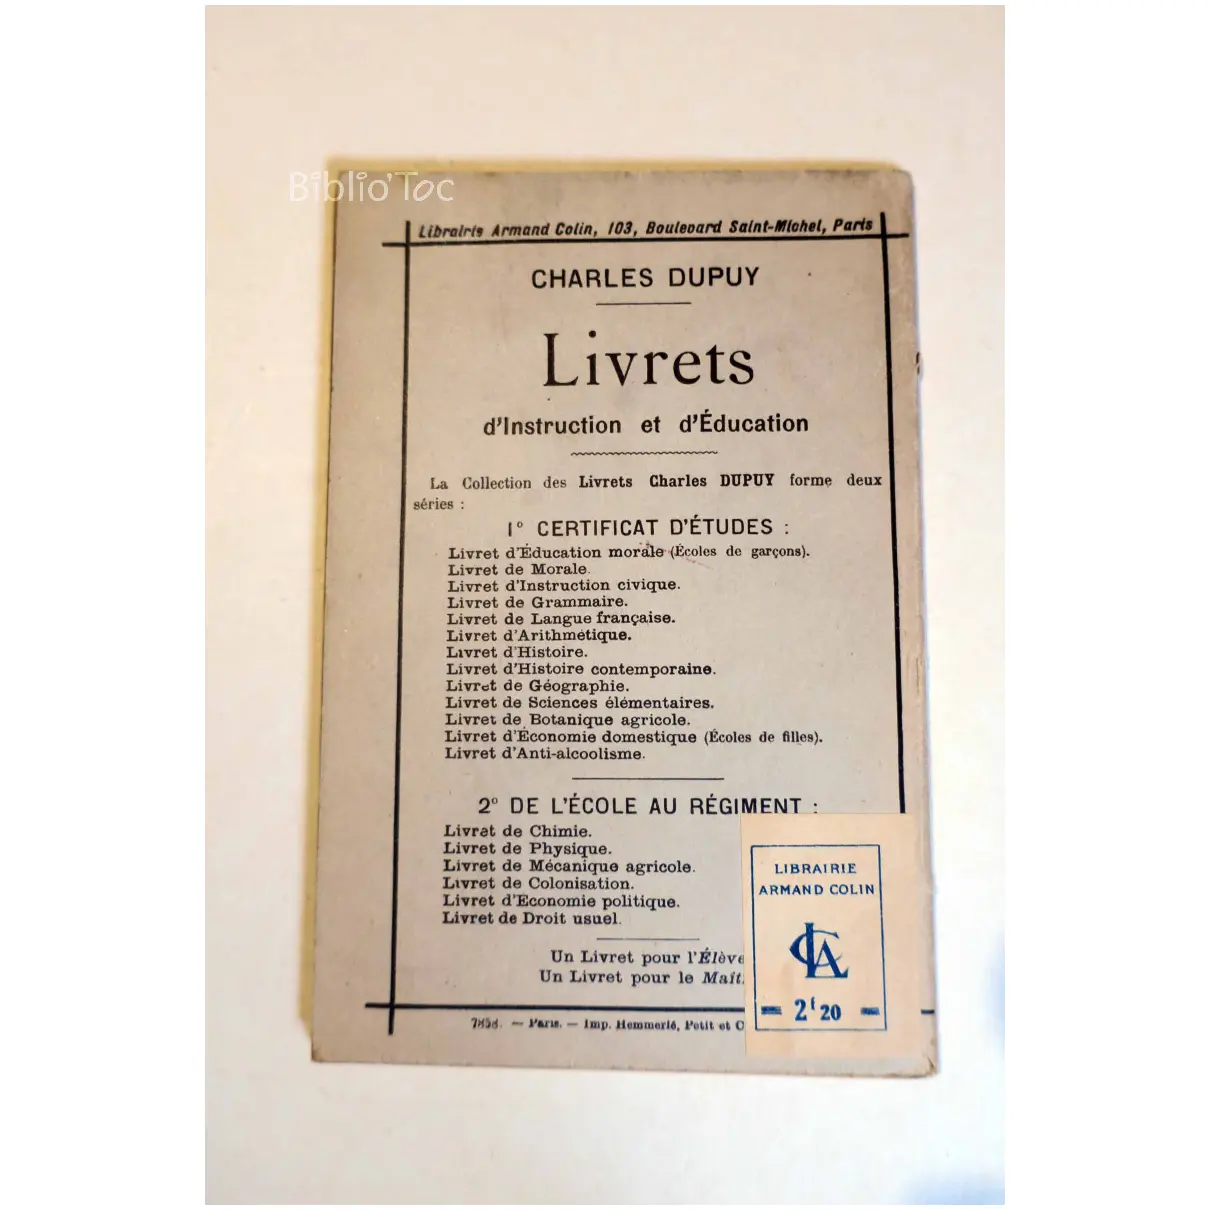 Biblio'Toc
Librairie Armand Colin, 103, Boulevard Saint-Michel, Paris
CHARLES DUPUY
Livrets
d'Instruction et d'Éducation
La Collection des Livrets Charles DUPUY forme deux
séries :
1° CERTIFICAT D'ÉTUDES :
Livret d'Éducation morale (Écoles de garçons).
Livret de Morale.
Livret d'Instruction civique.
Livret de Grammaire.
Livret de Langue française.
Livret d'Arithmétique.
Livret d'Histoire.
Livret d'Histoire contemporaine.
Livret de Géographie.
Livret de Sciences élémentaires.
Livret de Botanique agricole.
Livret d'Économie domestique (Écoles de filles).
Livret d'Anti-alcoolisme.
2° DE L'ÉCOLE AU RÉGIMENT :
Livret de Chimie.
Livret de Physique.
Livret de Mécanique agricole.
Livret de Colonisation.
Livret d'Economie politique.
Livret de Droit usuel.
Un Livret pour l'Élève
Un Livret pour le
— Paris. — Imp. Hemmerlé, Petit et
LIBRAIRIE
ARMAND COLIN
2f 20